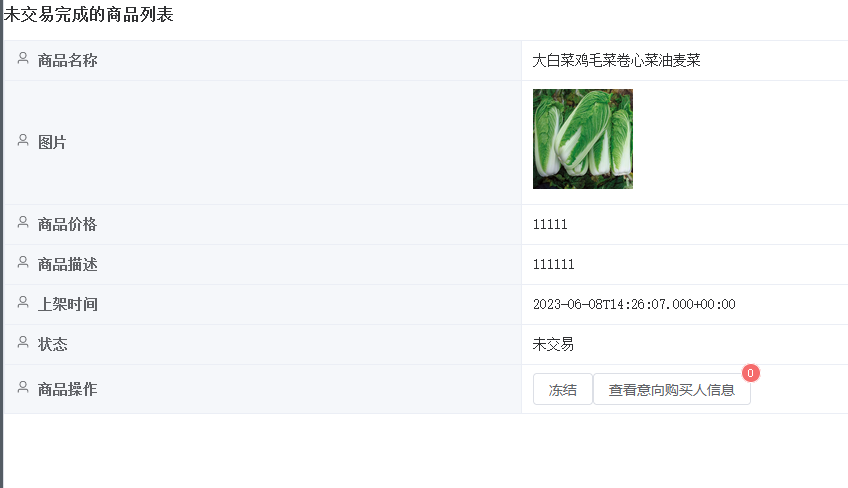 未交易完成的商品列表
商品名称 大白菜鸡毛菜卷心菜油麦菜
图片
商品价格 11111
商品描述 111111
上架时间 2023-06-08T14:26:07.000+00:00
状态 未交易
商品操作 冻结 查看意向购买人信息 0